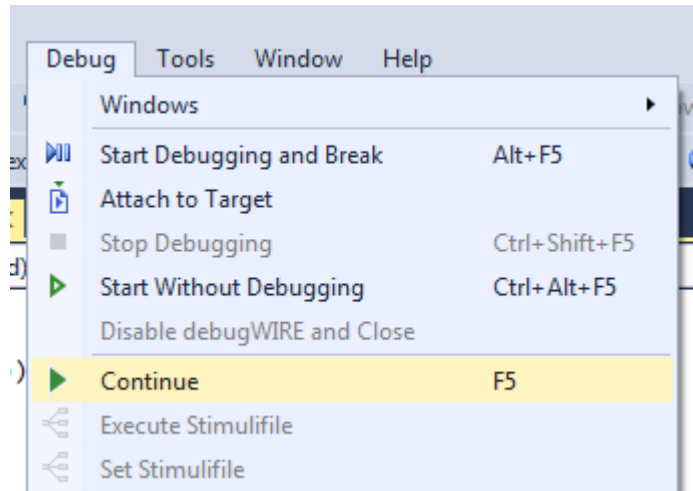 Debug Tools Window Help
Windows
Start Debugging and Break Alt+F5
Attach to Target
Stop Debugging Ctrl+Shift+F5
Start Without Debugging Ctrl+Alt+F5
Disable debugWIRE and Close
Continue F5
Execute Stimulifile
Set Stimulifile